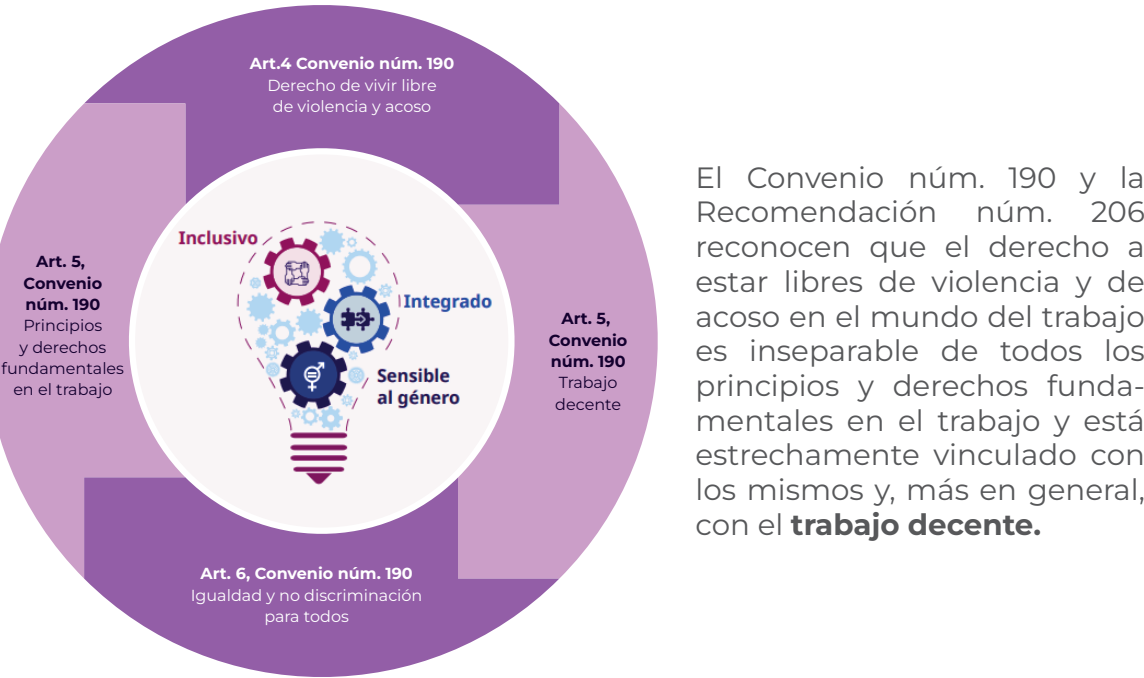 Art.4 Convenio núm. 190
Derecho de vivir libre
de violencia y acoso
Art. 5,
Convenio
núm. 190
Principios
y derechos
fundamentales
en el trabajo
Inclusivo
Integrado
Sensible
al género
Art. 5,
Convenio
núm. 190
Trabajo
decente
Art. 6, Convenio núm. 190
Igualdad y no discriminación
para todos
El Convenio núm. 190 y la
Recomendación núm. 206
reconocen que el derecho a
estar libres de violencia y de
acoso en el mundo del trabajo
es inseparable de todos los
principios y derechos funda-
mentales en el trabajo y está
estrechamente vinculado con
los mismos y, más en general,
con el trabajo decente.